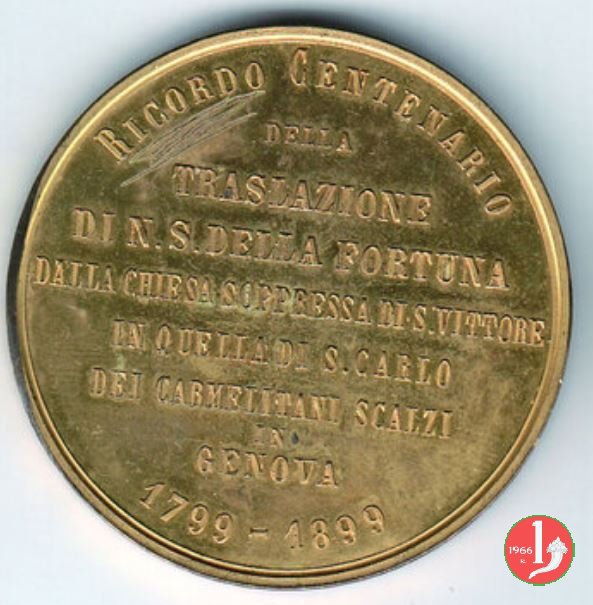 RICORDO CENTENARIO
DELLA
TRASLAZIONE
DI N. S. DELLA FORTUNA
DALLA CHIESA SOPPRESSA DI S. VITTORE
IN QUELLA DI S. CARLO
DEI CARMELITANI SCALZI
IN
GENOVA
1799 - 1899
1966